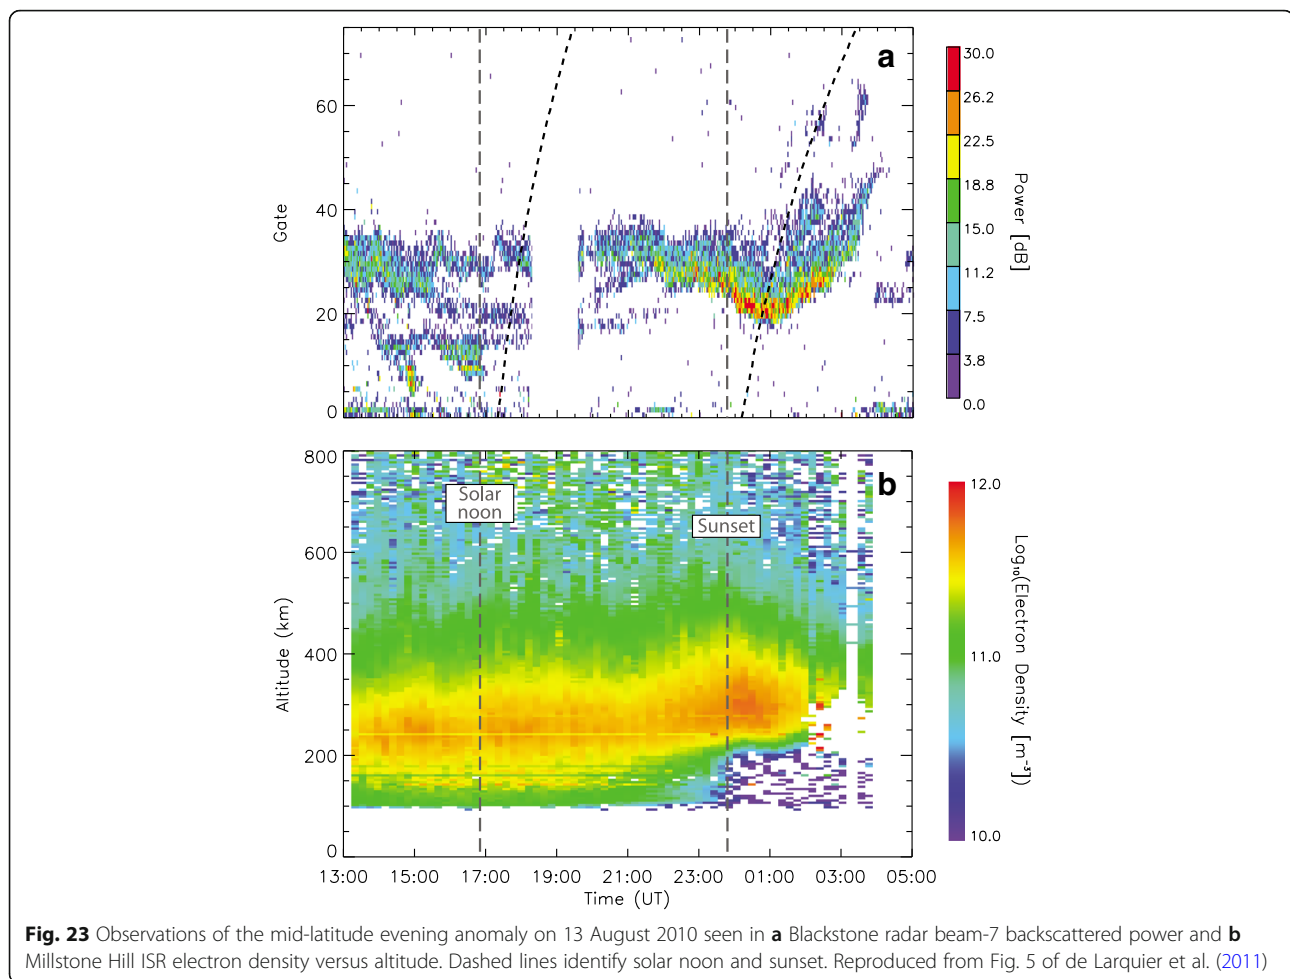 a
60
40
20
0
Gate
30.0
26.2
22.5
18.8
15.0
11.2
7.5
3.8
0.0
Power [dB]
b
800
600
400
200
0
Altitude (km)
Solar
noon
Sunset
12.0
11.0
10.0
Log₁₀(Electron Density [m⁻³])
13:00 15:00 17:00 19:00 21:00 23:00 01:00 03:00 05:00
Time (UT)
Fig. 23 Observations of the mid-latitude evening anomaly on 13 August 2010 seen in a Blackstone radar beam-7 backscattered power and b
Millstone Hill ISR electron density versus altitude. Dashed lines identify solar noon and sunset. Reproduced from Fig. 5 of de Larquier et al. (2011)